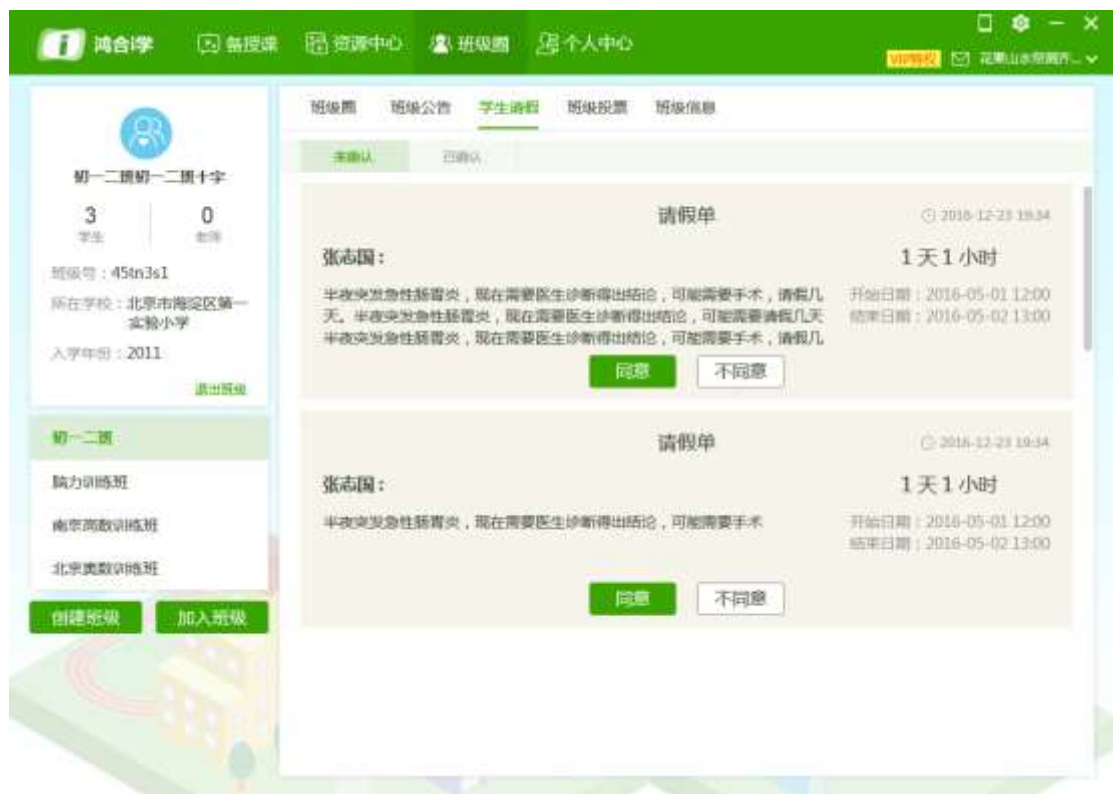 鸿合i学
备授课
资源中心
班级圈
个人中心
VIP特权
初一二班初一二班十字
3
0
学生
老师
班级号：45tn3s1
所在学校：北京市海淀区第一
实验小学
入学年份：2011
退出班级
初一二班
脑力训练班
南京高数训练班
北京奥数训练班
创建班级
加入班级
班级圈
班级公告
学生请假
班级投票
班级信息
未确认
已确认
请假单
2016-12-23 19:34
张志国：
1天1小时
半夜突发急性肠胃炎，现在需要医生诊断得出结论，可能需要手术，请假几
天。半夜突发急性肠胃炎，现在需要医生诊断得出结论，可能需要请假几天
半夜突发急性肠胃炎，现在需要医生诊断得出结论，可能需要手术，请假几
开始日期：2016-05-01 12:00
结束日期：2016-05-02 13:00
同意
不同意
请假单
2016-12-23 19:34
张志国：
1天1小时
半夜突发急性肠胃炎，现在需要医生诊断得出结论，可能需要手术
开始日期：2016-05-01 12:00
结束日期：2016-05-02 13:00
同意
不同意